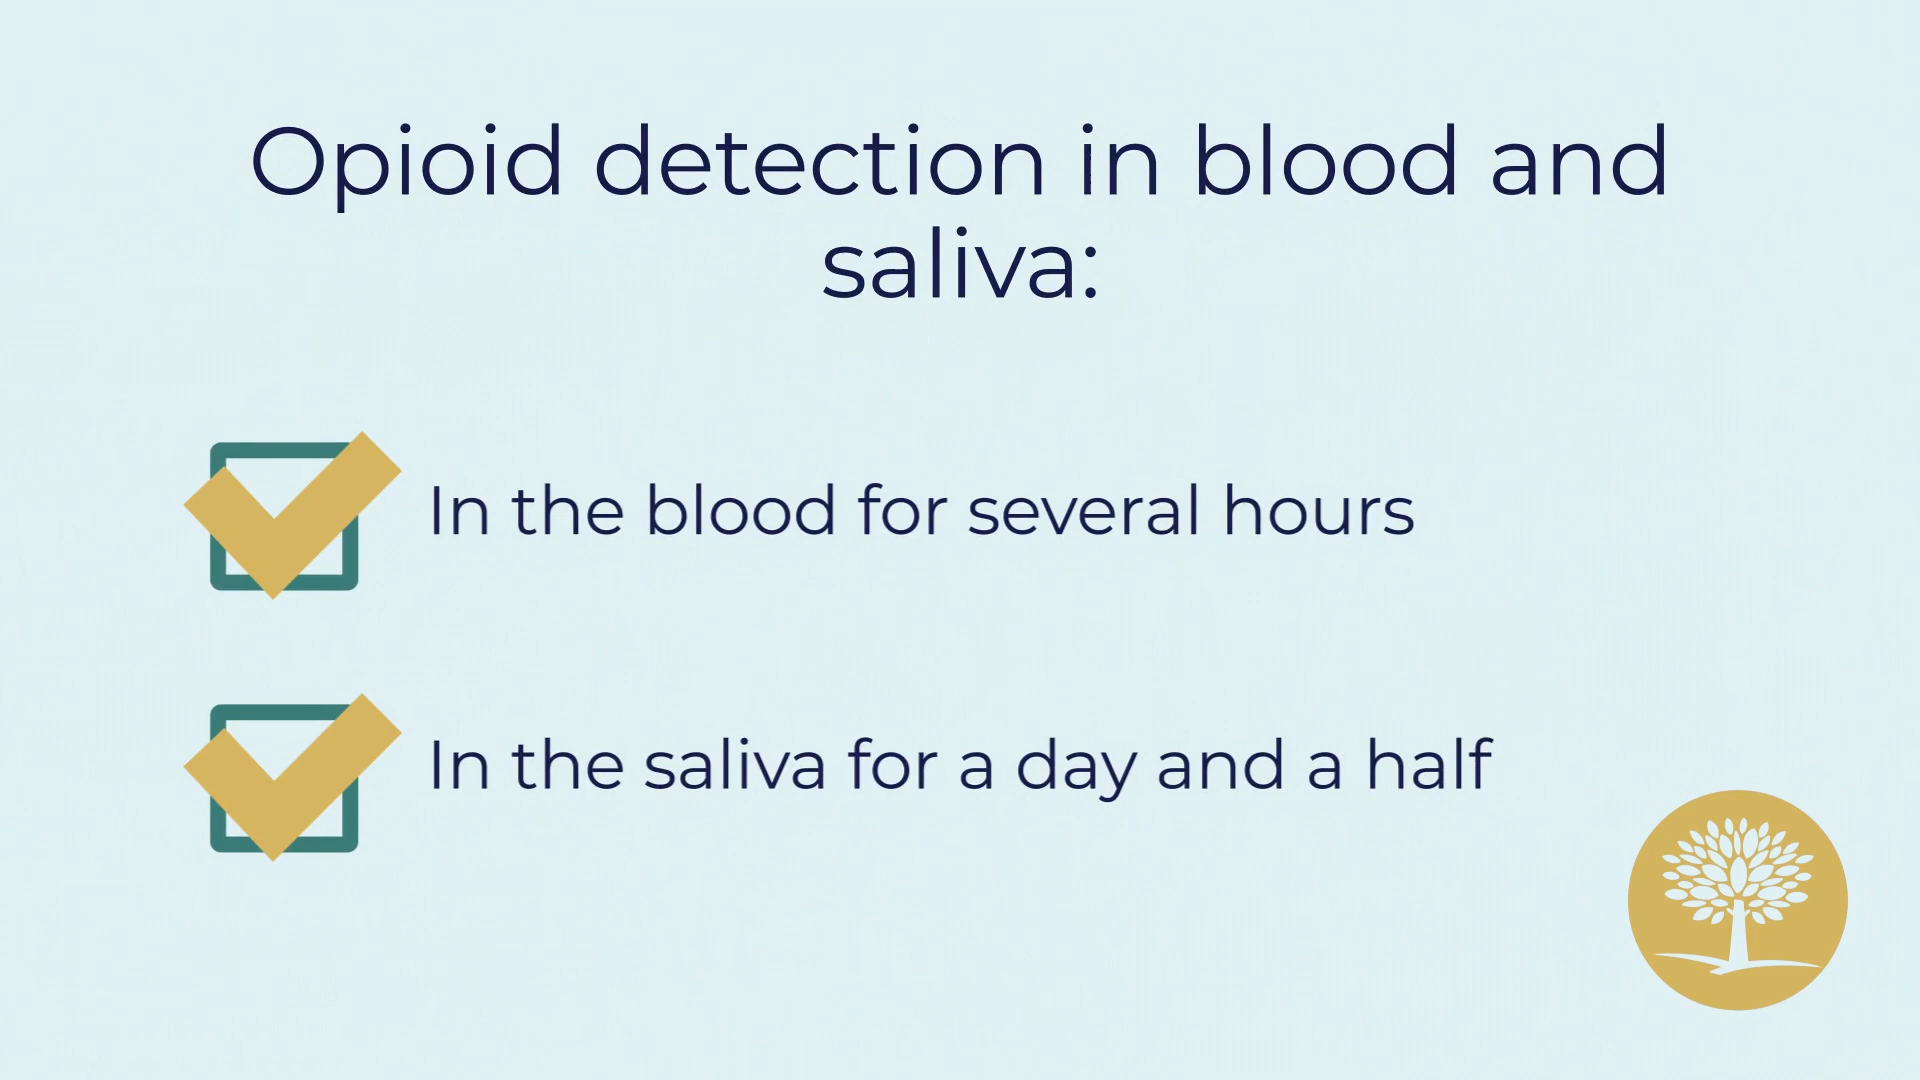 Opioid detection in blood and
saliva:
In the blood for several hours
In the saliva for a day and a half